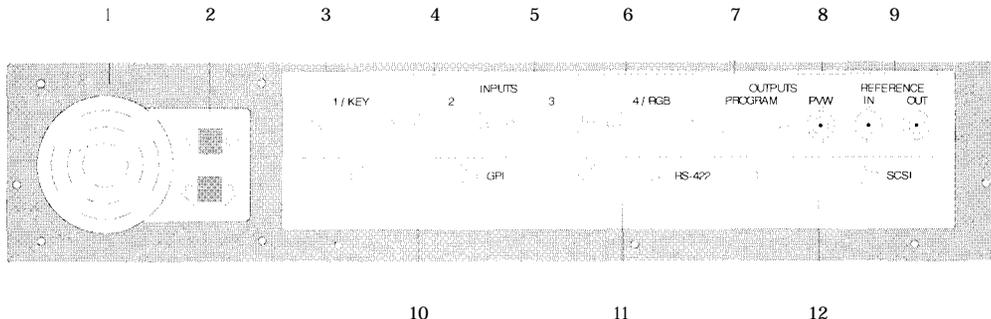 1 2 3 4 5 6 7 8 9
INPUTS OUTPUTS REFERENCE
1 / KEY 2 3 4 / RGB PROGRAM PVW IN OUT
GPI RS-422 SCSI
10 11 12